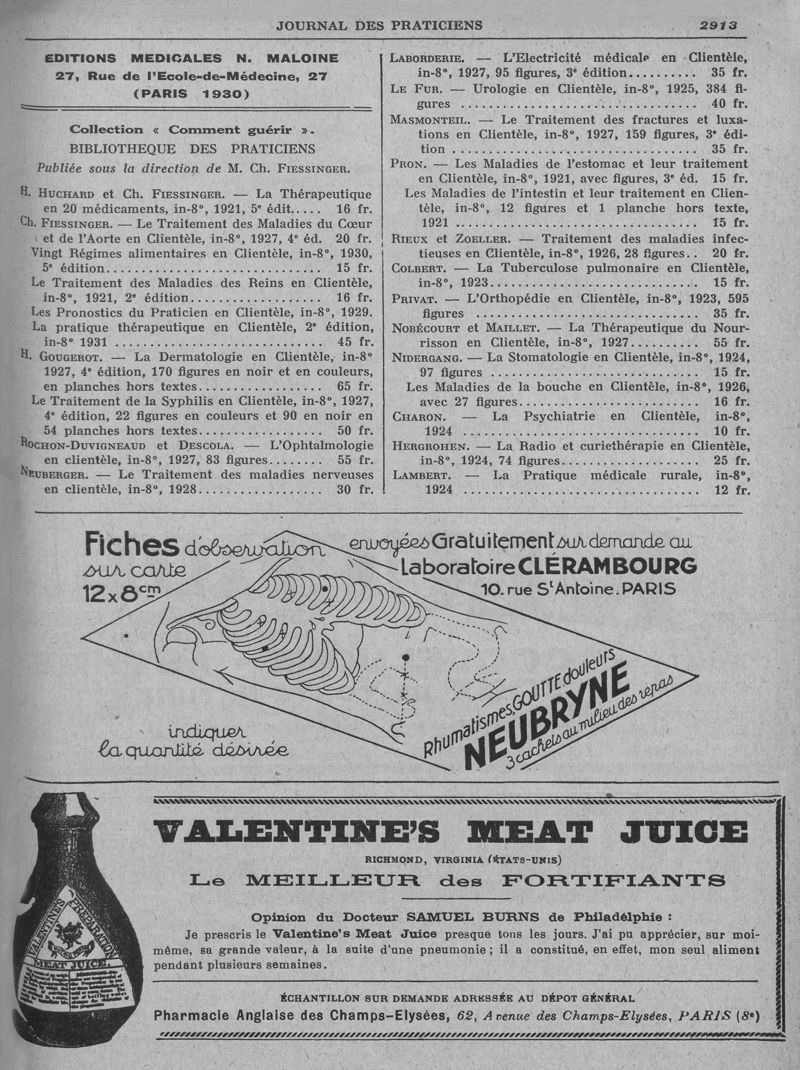 JOURNAL DES PRATICIENS 2913
EDITIONS MEDICALES N. MALOINE
27, Rue de l'Ecole-de-Médecine, 27
(PARIS 1930)
Collection « Comment guérir ».
BIBLIOTHEQUE DES PRATICIENS
Publiée sous la direction de M. Ch. FIESSINGER.
H. HUCHARD et Ch. FIESSINGER. — La Thérapeutique
en 20 médicaments, in-8°, 1921, 5e édit..... 16 fr.
Ch. FIESSINGER. — Le Traitement des Maladies du Cœur
et de l'Aorte en Clientèle, in-8°, 1927, 4e éd. 20 fr.
Vingt Régimes alimentaires en Clientèle, in-8°, 1930,
5e édition........................ 15 fr.
Le Traitement des Maladies des Reins en Clientèle,
in-8°, 1921, 2e édition................... 16 fr.
Les Pronostics du Praticien en Clientèle, in-8°, 1929.
La pratique thérapeutique en Clientèle, 2e édition,
in-8° 1931 .............................. 45 fr.
H. GOUGEROT. — La Dermatologie en Clientèle, in-8°
1927, 4e édition, 170 figures en noir et en couleurs,
en planches hors textes.................. 65 fr.
Le Traitement de la Syphilis en Clientèle, in-8°, 1927,
4e édition, 22 figures en couleurs et 90 en noir en
54 planches hors textes.................. 50 fr.
ROCHON-DUVIGNEAUD et DESCOLA. — L'Ophtalmologie
en clientèle, in-8°, 1927, 83 figures........ 55 fr.
NEUBERGER. — Le Traitement des maladies nerveuses
en clientèle, in-8°, 1928.................. 30 fr.
LABORDERIE. — L'Electricité médicale en Clientèle,
in-8°, 1927, 95 figures, 3e édition.......... 35 fr.
LE FUR. — Urologie en Clientèle, in-8°, 1925, 384 fi-
gures .................................. 40 fr.
MASMONTEIL. — Le Traitement des fractures et luxa-
tions en Clientèle, in-8°, 1927, 159 figures, 3e édi-
tion ................................... 35 fr.
PRON. — Les Maladies de l'estomac et leur traitement
en Clientèle, in-8°, 1921, avec figures, 3e éd. 15 fr.
Les Maladies de l'intestin et leur traitement en Clien-
tèle, in-8°, 12 figures et 1 planche hors texte,
1921 ................................... 15 fr.
RIEUX et ZOELLER. — Traitement des maladies infec-
tieuses en Clientèle, in-8°, 1926, 28 figures.. 20 fr.
COLBERT. — La Tuberculose pulmonaire en Clientèle,
in-8°, 1923.............................. 15 fr.
PRIVAT. — L'Orthopédie en Clientèle, in-8°, 1923, 595
figures ................................ 35 fr.
NOBÉCOURT et MAILLET. — La Thérapeutique du Nour-
risson en Clientèle, in-8°, 1927.......... 55 fr.
NIDERGANG. — La Stomatologie en Clientèle, in-8°, 1924,
97 figures .............................. 15 fr.
Les Maladies de la bouche en Clientèle, in-8°, 1926,
avec 27 figures.......................... 16 fr.
CHARON. — La Psychiatrie en Clientèle, in-8°,
1924 .................................. 10 fr.
HERGROHEN. — La Radio et curiethérapie en Clientèle,
in-8°, 1924, 74 figures.................... 25 fr.
LAMBERT. — La Pratique médicale rurale, in-8°,
1924 .................................. 12 fr.
Fiches d'observation envoyées Gratuitement sur demande au
sur carte Laboratoire CLÉRAMBOURG
12x8cm 10. rue St Antoine. PARIS
Rhumatismes, GOUTTE douleurs
NEUBRYNE
3 cachets au milieu des repas
indiquer
la quantité désirée
VALENTINE'S MEAT JUICE
RICHMOND, VIRGINIA (ÉTATS-UNIS)
Le MEILLEUR des FORTIFIANTS
Opinion du Docteur SAMUEL BURNS de Philadélphie :
Je prescris le Valentine's Meat Juice presque tons les jours. J'ai pu apprécier, sur moi-
même, sa grande valeur, à la suite d'une pneumonie ; il a constitué, en effet, mon seul aliment
pendant plusieurs semaines.
ÉCHANTILLON SUR DEMANDE ADRESSÉE AU DÉPOT GÉNÉRAL
Pharmacie Anglaise des Champs-Elysées, 62, Avenue des Champs-Elysées, PARIS (8e)
VALENTINE'S PREPARATION
MEAT JUICE.